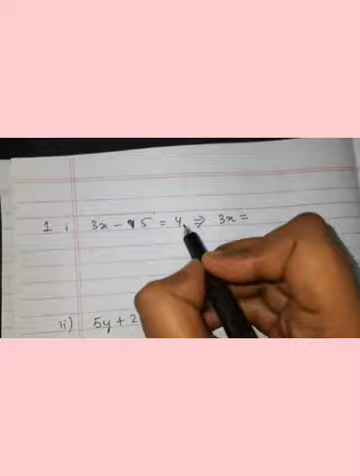 1 i 3x - 5 = 4 ⇒ 3x =
ii) 5y + 2